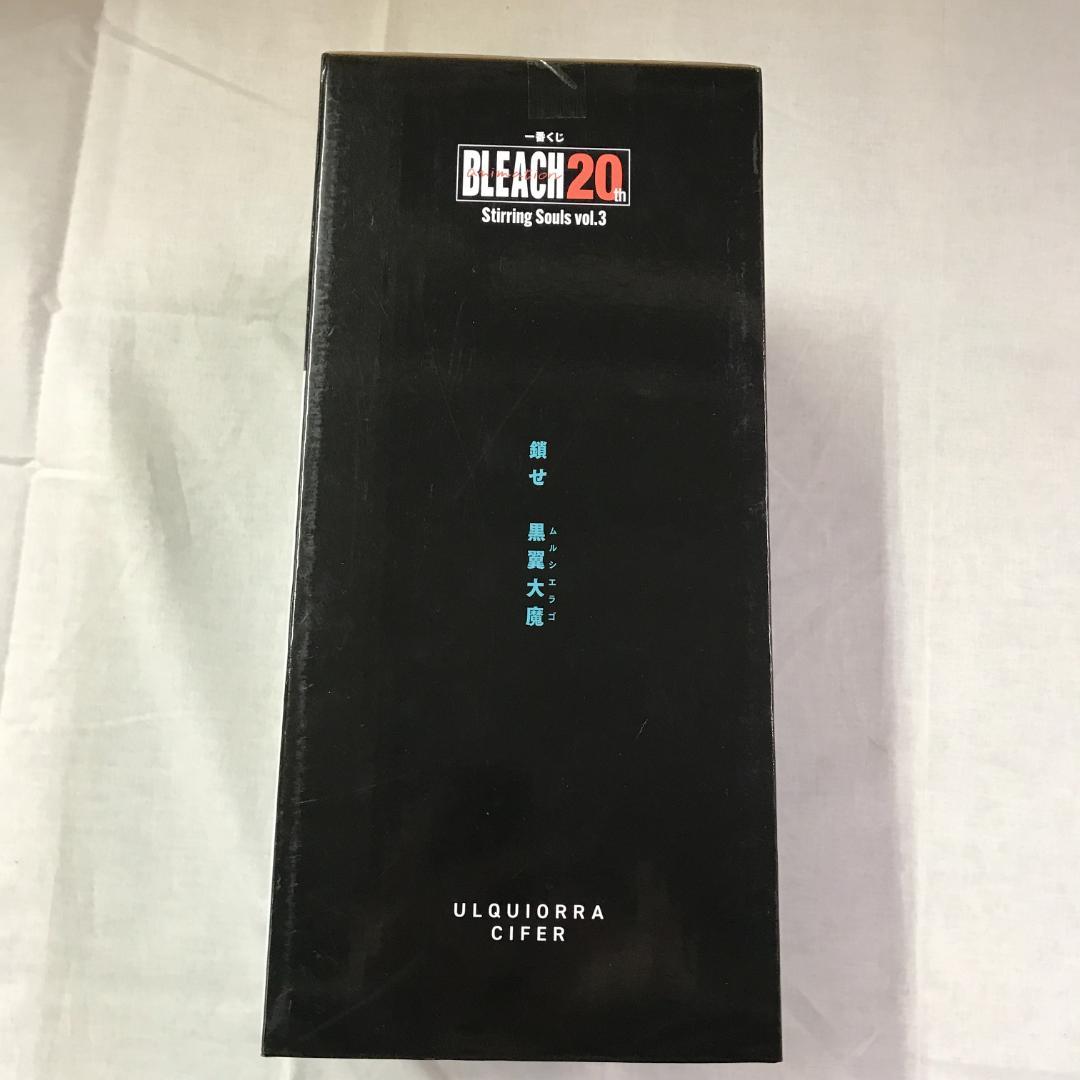 一番くじ
BLEACH 20th
Animation
Stirring Souls vol.3
鎖せ 黒翼大魔
ムルシエラゴ
ULQUIORRA
CIFER